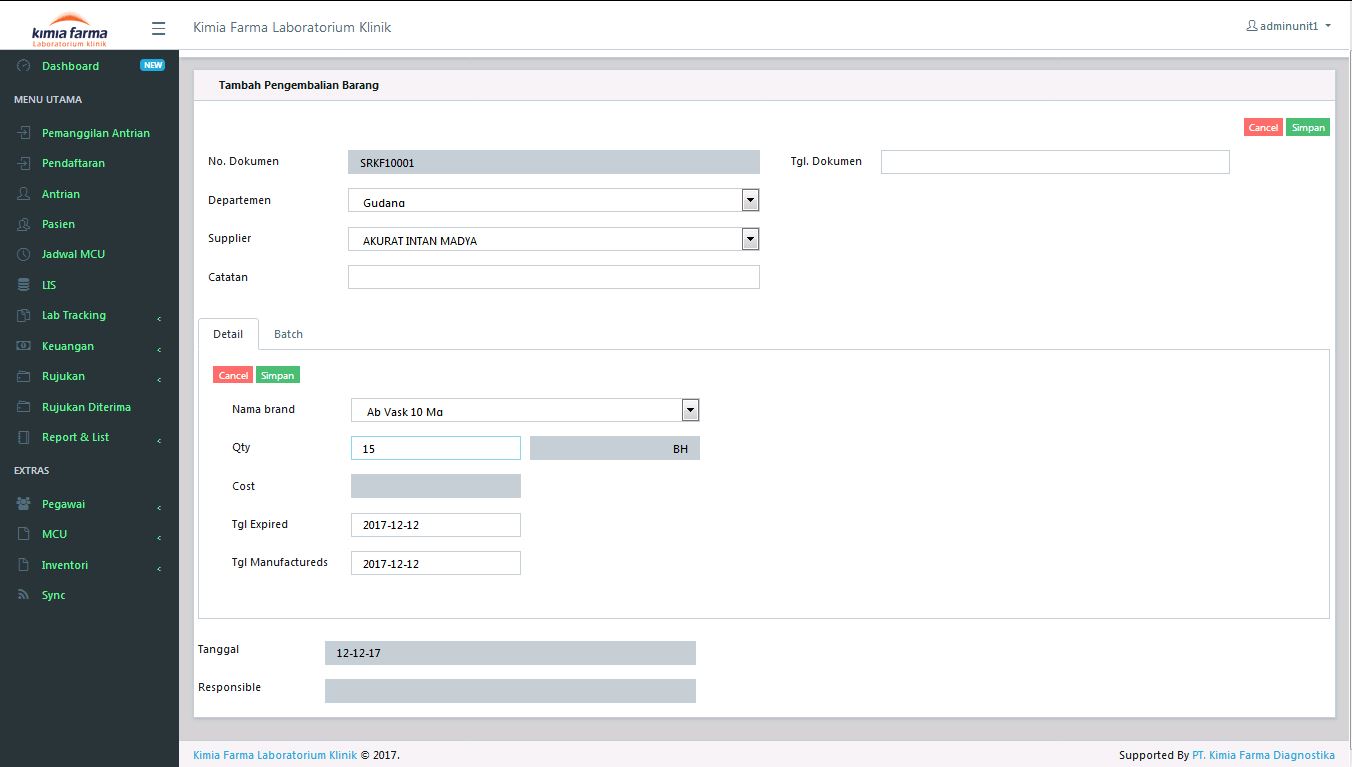 kimia farma
Laboratorium klinik
Kimia Farma Laboratorium Klinik
adminunit1
Dashboard NEW
MENU UTAMA
Pemanggilan Antrian
Pendaftaran
Antrian
Pasien
Jadwal MCU
LIS
Lab Tracking
Keuangan
Rujukan
Rujukan Diterima
Report & List
EXTRAS
Pegawai
MCU
Inventori
Sync
Tambah Pengembalian Barang
Cancel Simpan
No. Dokumen SRKF10001 Tgl. Dokumen
Departemen Gudang
Supplier AKURAT INTAN MADYA
Catatan
Detail Batch
Cancel Simpan
Nama brand Ab Vask 10 Mg
Qty 15 BH
Cost
Tgl Expired 2017-12-12
Tgl Manufactureds 2017-12-12
Tanggal 12-12-17
Responsible
Kimia Farma Laboratorium Klinik © 2017. Supported By PT. Kimia Farma Diagnostika